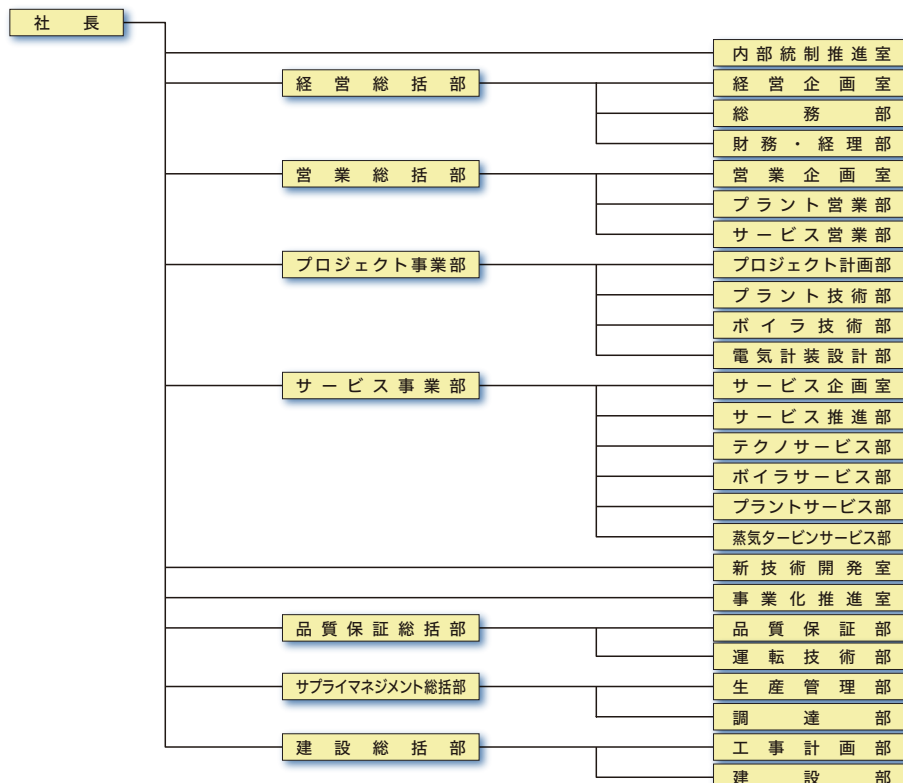 社長
内部統制推進室
経営総括部
経営企画室
総務部
財務・経理部
営業総括部
営業企画室
プラント営業部
サービス営業部
プロジェクト事業部
プロジェクト計画部
プラント技術部
ボイラ技術部
電気計装設計部
サービス事業部
サービス企画室
サービス推進部
テクノサービス部
ボイラサービス部
プラントサービス部
蒸気タービンサービス部
新技術開発室
事業化推進室
品質保証総括部
品質保証部
運転技術部
サプライマネジメント総括部
生産管理部
調達部
建設総括部
工事計画部
建設部